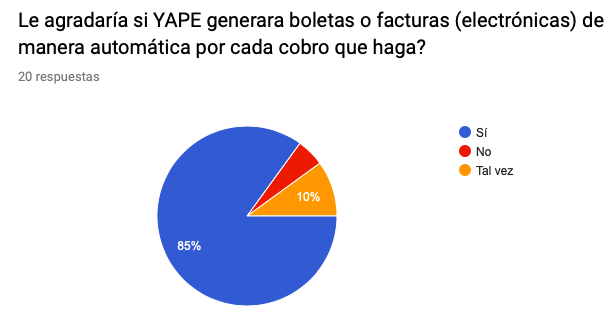 Le agradaría si YAPE generara boletas o facturas (electrónicas) de
manera automática por cada cobro que haga?
20 respuestas
Sí
No
Tal vez
10%
85%